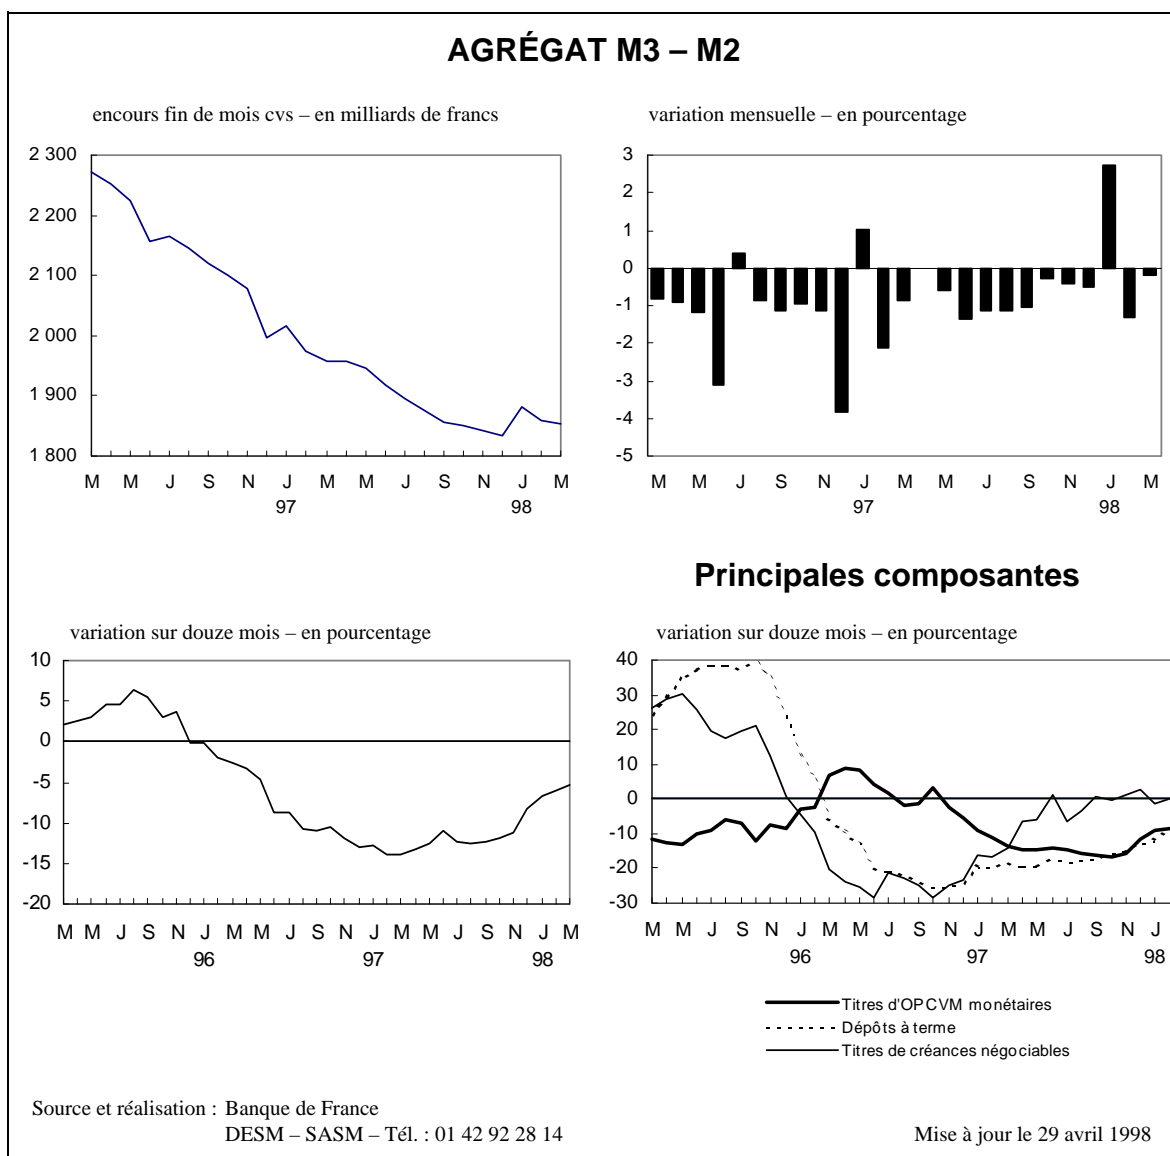 AGRÉGAT M3 – M2
encours fin de mois cvs – en milliards de francs
2 300
2 200
2 100
2 000
1 900
1 800
M M J S N J M M J S N J M
97 98
variation mensuelle – en pourcentage
3
2
1
0
-1
-2
-3
-4
-5
M M J S N J M M J S N J M
97 98
variation sur douze mois – en pourcentage
10
5
0
-5
-10
-15
-20
M M J S N J M M J S N J M M J S N J M
96 97 98
Principales composantes
variation sur douze mois – en pourcentage
40
30
20
10
0
-10
-20
-30
M M J S N J M M J S N J M M J S N J
96 97 98
Titres d'OPCVM monétaires
Dépôts à terme
Titres de créances négociables
Source et réalisation : Banque de France
DESM – SASM – Tél. : 01 42 92 28 14
Mise à jour le 29 avril 1998